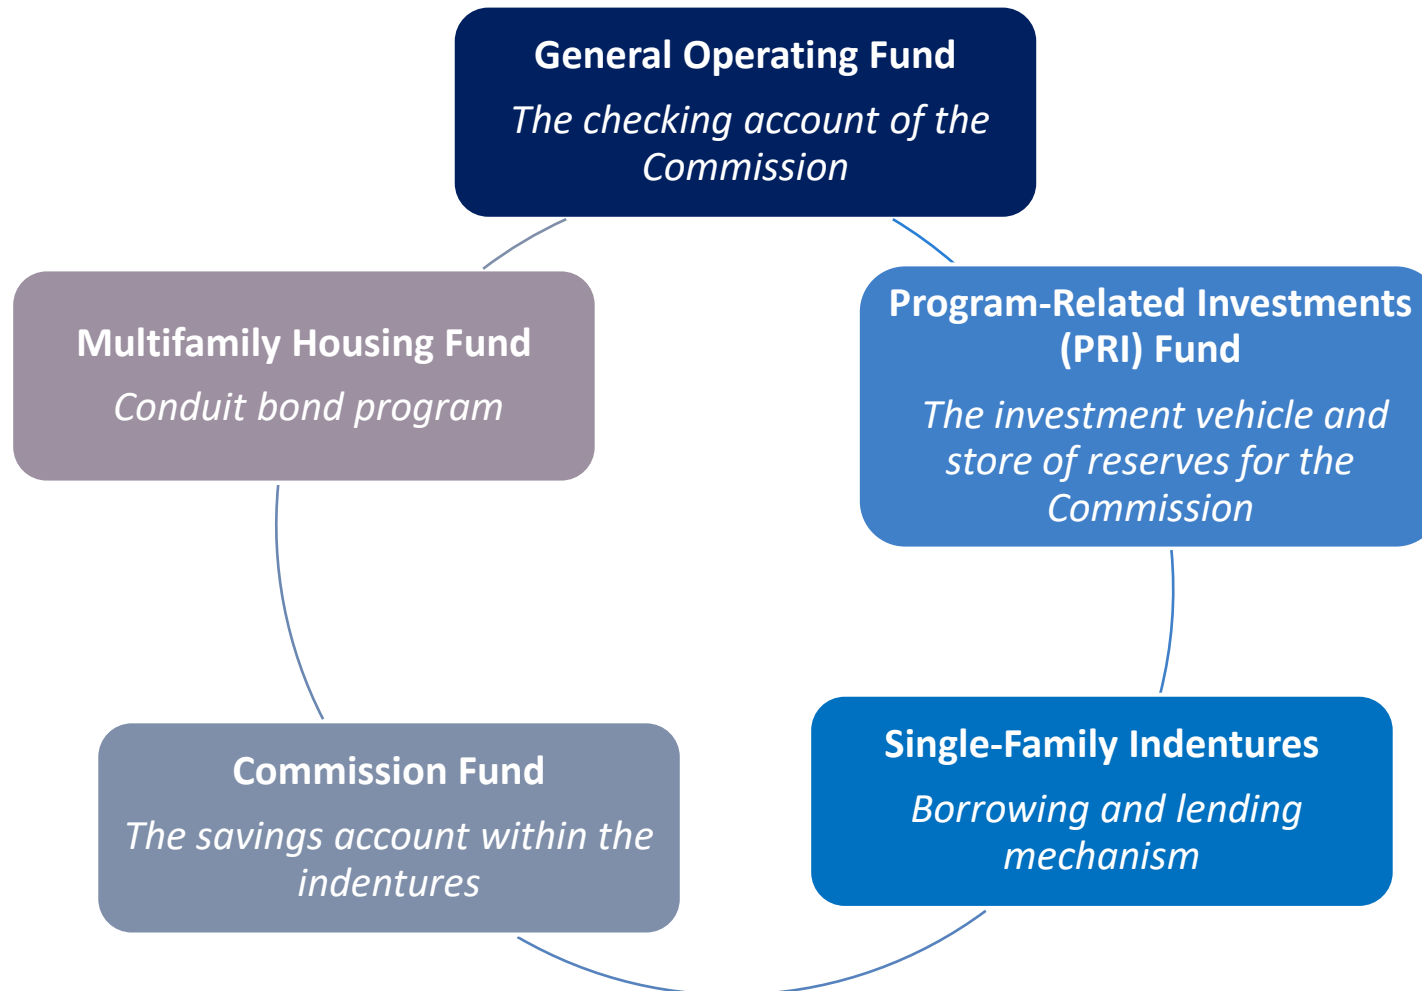 General Operating Fund
The checking account of the
Commission
Program-Related Investments
(PRI) Fund
The investment vehicle and
store of reserves for the
Commission
Single-Family Indentures
Borrowing and lending
mechanism
Commission Fund
The savings account within the
indentures
Multifamily Housing Fund
Conduit bond program